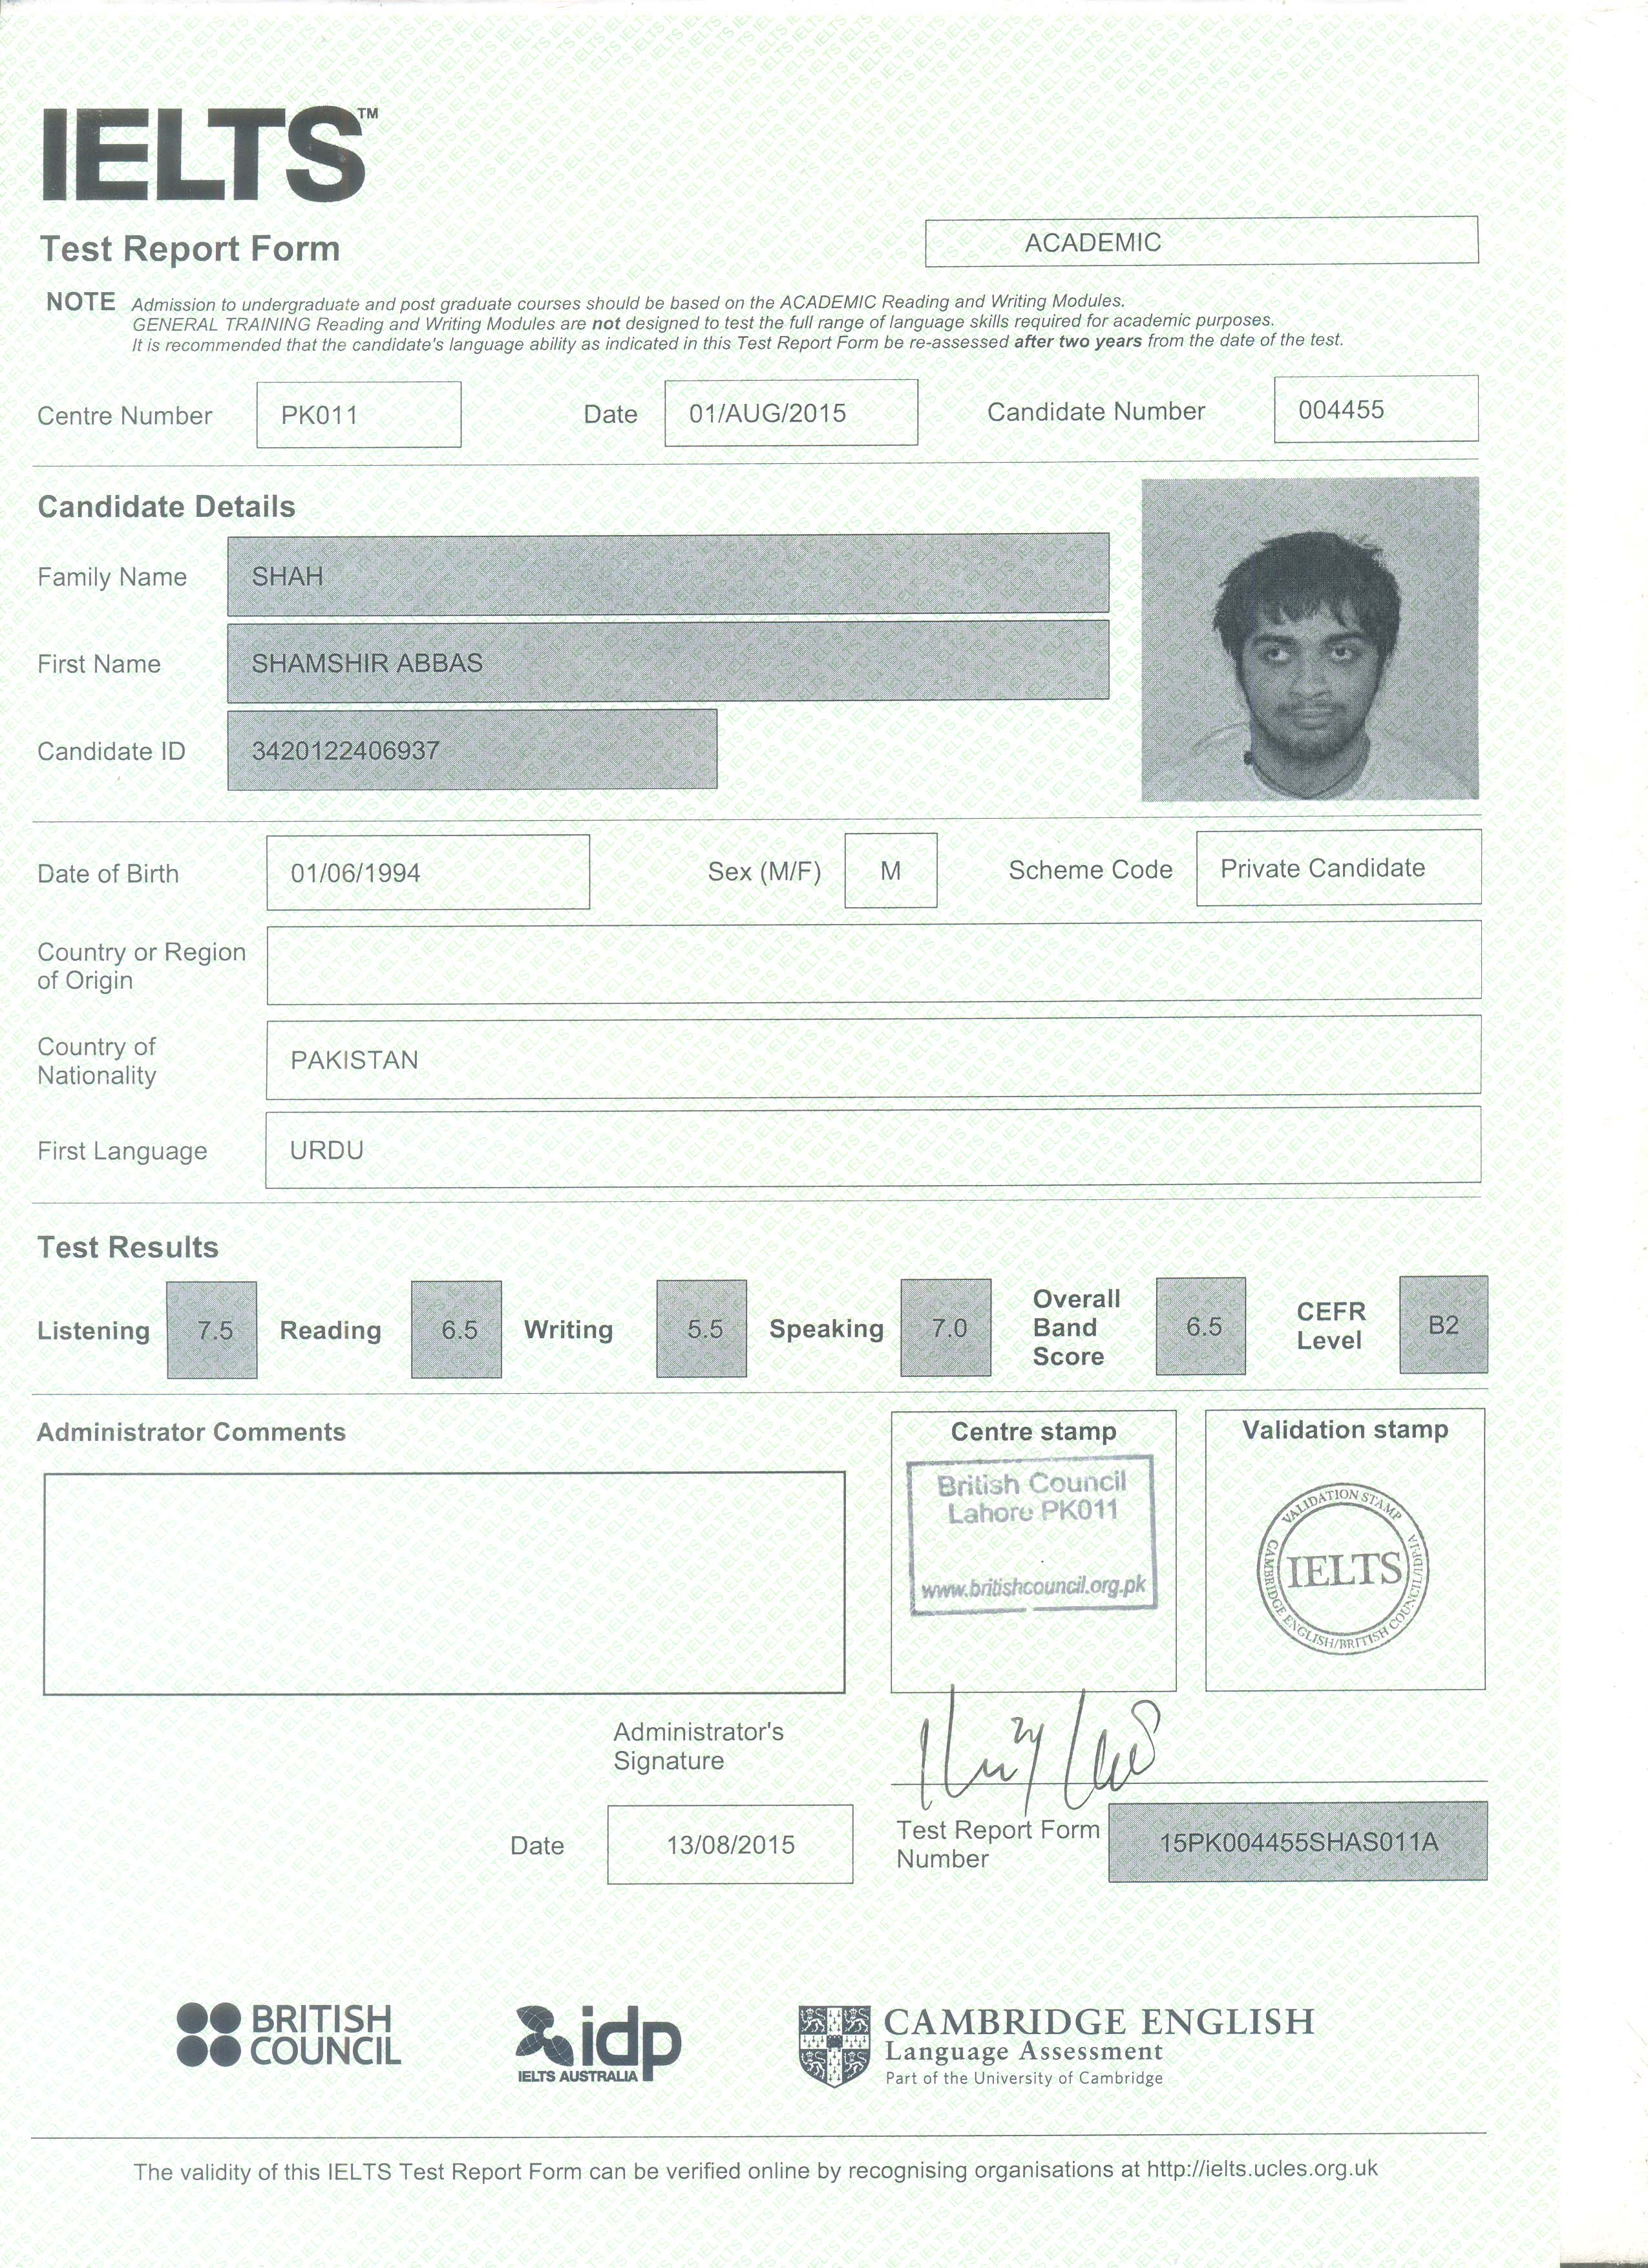 IELTS™
Test Report Form
ACADEMIC
NOTE Admission to undergraduate and post graduate courses should be based on the ACADEMIC Reading and Writing Modules.
GENERAL TRAINING Reading and Writing Modules are not designed to test the full range of language skills required for academic purposes.
It is recommended that the candidate's language ability as indicated in this Test Report Form be re-assessed after two years from the date of the test.
Centre Number PK011 Date 01/AUG/2015 Candidate Number 004455
Candidate Details
Family Name SHAH
First Name SHAMSHIR ABBAS
Candidate ID 3420122406937
Date of Birth 01/06/1994 Sex (M/F) M Scheme Code Private Candidate
Country or Region
of Origin
Country of
Nationality
PAKISTAN
First Language URDU
Test Results
Listening 7.5 Reading 6.5 Writing 5.5 Speaking 7.0
Overall
Band
Score
6.5
CEFR
Level
B2
Administrator Comments
Centre stamp
British Council
Lahore PK011
www.britishcouncil.org.pk
Validation stamp
VALIDATION STAMP
IELTS
CAMBRIDGE ENGLISH/BRITISH COUNCIL/IDP:IA
Administrator's
Signature
Date 13/08/2015
Test Report Form
Number
15PK004455SHAS011A
BRITISH
COUNCIL
idp
IELTS AUSTRALIA
CAMBRIDGE ENGLISH
Language Assessment
Part of the University of Cambridge
The validity of this IELTS Test Report Form can be verified online by recognising organisations at http://ielts.ucles.org.uk